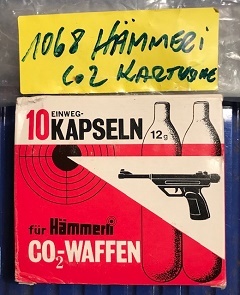 1068 HÄMMERLi
CO2 KARTUSCHE
10 EINWEG-
KAPSELN
12g
für Hämmerli
CO₂-WAFFEN